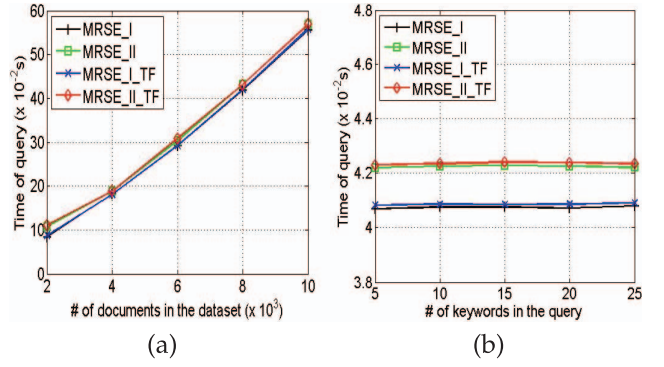 60
50
40
30
20
10
0
Time of query (x 10⁻²s)
MRSE_I
MRSE_II
MRSE_I_TF
MRSE_II_TF
2 4 6 8 10
# of documents in the dataset (x 10³)
(a)
4.8
4.6
4.4
4.2
4
3.8
Time of query (x 10⁻²s)
MRSE_I
MRSE_II
MRSE_I_TF
MRSE_II_TF
5 10 15 20 25
# of keywords in the query
(b)